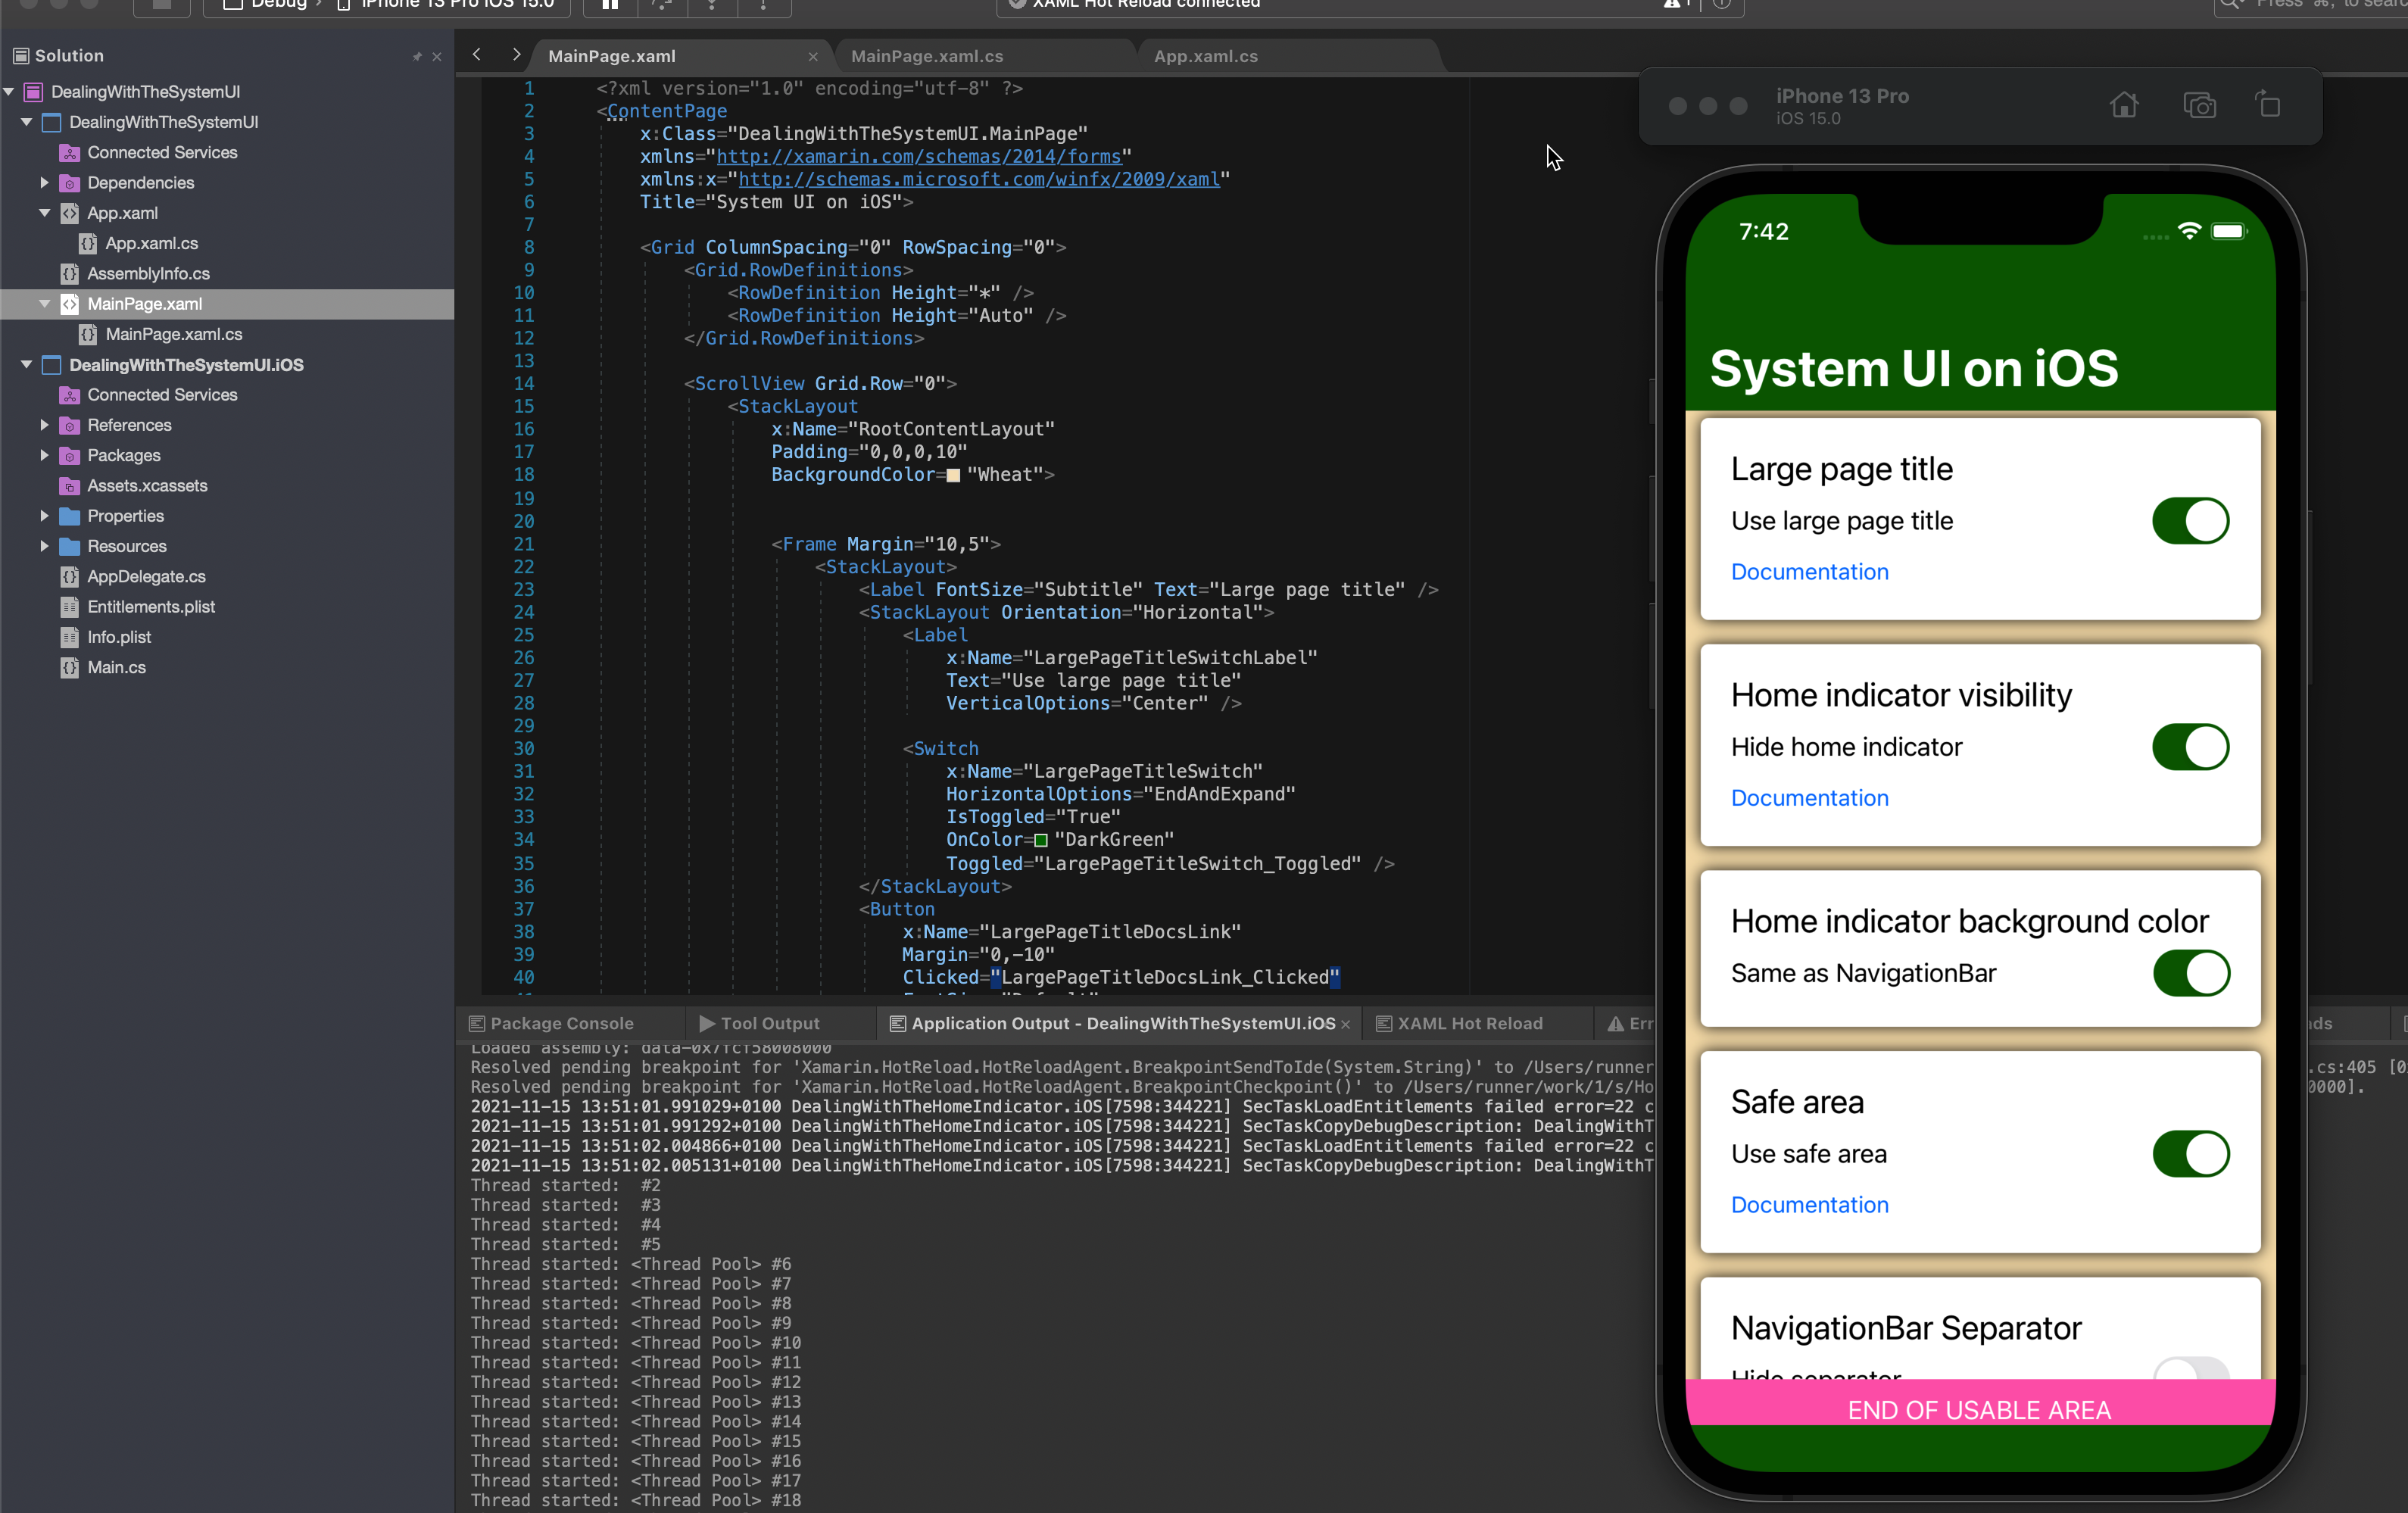 Debug › iPhone 13 Pro iOS 15.0
XAML Hot Reload connected
Press ⌘; to searc
Solution
DealingWithTheSystemUI
DealingWithTheSystemUI
Connected Services
Dependencies
App.xaml
App.xaml.cs
AssemblyInfo.cs
MainPage.xaml
MainPage.xaml.cs
DealingWithTheSystemUI.iOS
Connected Services
References
Packages
Assets.xcassets
Properties
Resources
AppDelegate.cs
Entitlements.plist
Info.plist
Main.cs
MainPage.xaml
MainPage.xaml.cs
App.xaml.cs
1 <?xml version="1.0" encoding="utf-8" ?>
2 <ContentPage
3 x:Class="DealingWithTheSystemUI.MainPage"
4 xmlns="http://xamarin.com/schemas/2014/forms"
5 xmlns:x="http://schemas.microsoft.com/winfx/2009/xaml"
6 Title="System UI on iOS">
7
8 <Grid ColumnSpacing="0" RowSpacing="0">
9 <Grid.RowDefinitions>
10 <RowDefinition Height="*" />
11 <RowDefinition Height="Auto" />
12 </Grid.RowDefinitions>
13
14 <ScrollView Grid.Row="0">
15 <StackLayout
16 x:Name="RootContentLayout"
17 Padding="0,0,0,10"
18 BackgroundColor="Wheat">
19
20
21 <Frame Margin="10,5">
22 <StackLayout>
23 <Label FontSize="Subtitle" Text="Large page title" />
24 <StackLayout Orientation="Horizontal">
25 <Label
26 x:Name="LargePageTitleSwitchLabel"
27 Text="Use large page title"
28 VerticalOptions="Center" />
29
30 <Switch
31 x:Name="LargePageTitleSwitch"
32 HorizontalOptions="EndAndExpand"
33 IsToggled="True"
34 OnColor="DarkGreen"
35 Toggled="LargePageTitleSwitch_Toggled" />
36 </StackLayout>
37 <Button
38 x:Name="LargePageTitleDocsLink"
39 Margin="0,-10"
40 Clicked="LargePageTitleDocsLink_Clicked"
Package Console
Tool Output
Application Output - DealingWithTheSystemUI.iOS
XAML Hot Reload
Err
nds
Loaded assembly: data-0x7fcf58008000
Resolved pending breakpoint for 'Xamarin.HotReload.HotReloadAgent.BreakpointSendToIde(System.String)' to /Users/runner .cs:405 [0
Resolved pending breakpoint for 'Xamarin.HotReload.HotReloadAgent.BreakpointCheckpoint()' to /Users/runner/work/1/s/Ho 0000].
2021-11-15 13:51:01.991029+0100 DealingWithTheHomeIndicator.iOS[7598:344221] SecTaskLoadEntitlements failed error=22 c
2021-11-15 13:51:01.991292+0100 DealingWithTheHomeIndicator.iOS[7598:344221] SecTaskCopyDebugDescription: DealingWithT
2021-11-15 13:51:02.004866+0100 DealingWithTheHomeIndicator.iOS[7598:344221] SecTaskLoadEntitlements failed error=22 c
2021-11-15 13:51:02.005131+0100 DealingWithTheHomeIndicator.iOS[7598:344221] SecTaskCopyDebugDescription: DealingWithT
Thread started: #2
Thread started: #3
Thread started: #4
Thread started: #5
Thread started: <Thread Pool> #6
Thread started: <Thread Pool> #7
Thread started: <Thread Pool> #8
Thread started: <Thread Pool> #9
Thread started: <Thread Pool> #10
Thread started: <Thread Pool> #11
Thread started: <Thread Pool> #12
Thread started: <Thread Pool> #13
Thread started: <Thread Pool> #14
Thread started: <Thread Pool> #15
Thread started: <Thread Pool> #16
Thread started: <Thread Pool> #17
Thread started: <Thread Pool> #18
iPhone 13 Pro
iOS 15.0
7:42
System UI on iOS
Large page title
Use large page title
Documentation
Home indicator visibility
Hide home indicator
Documentation
Home indicator background color
Same as NavigationBar
Safe area
Use safe area
Documentation
NavigationBar Separator
Hide separator
END OF USABLE AREA